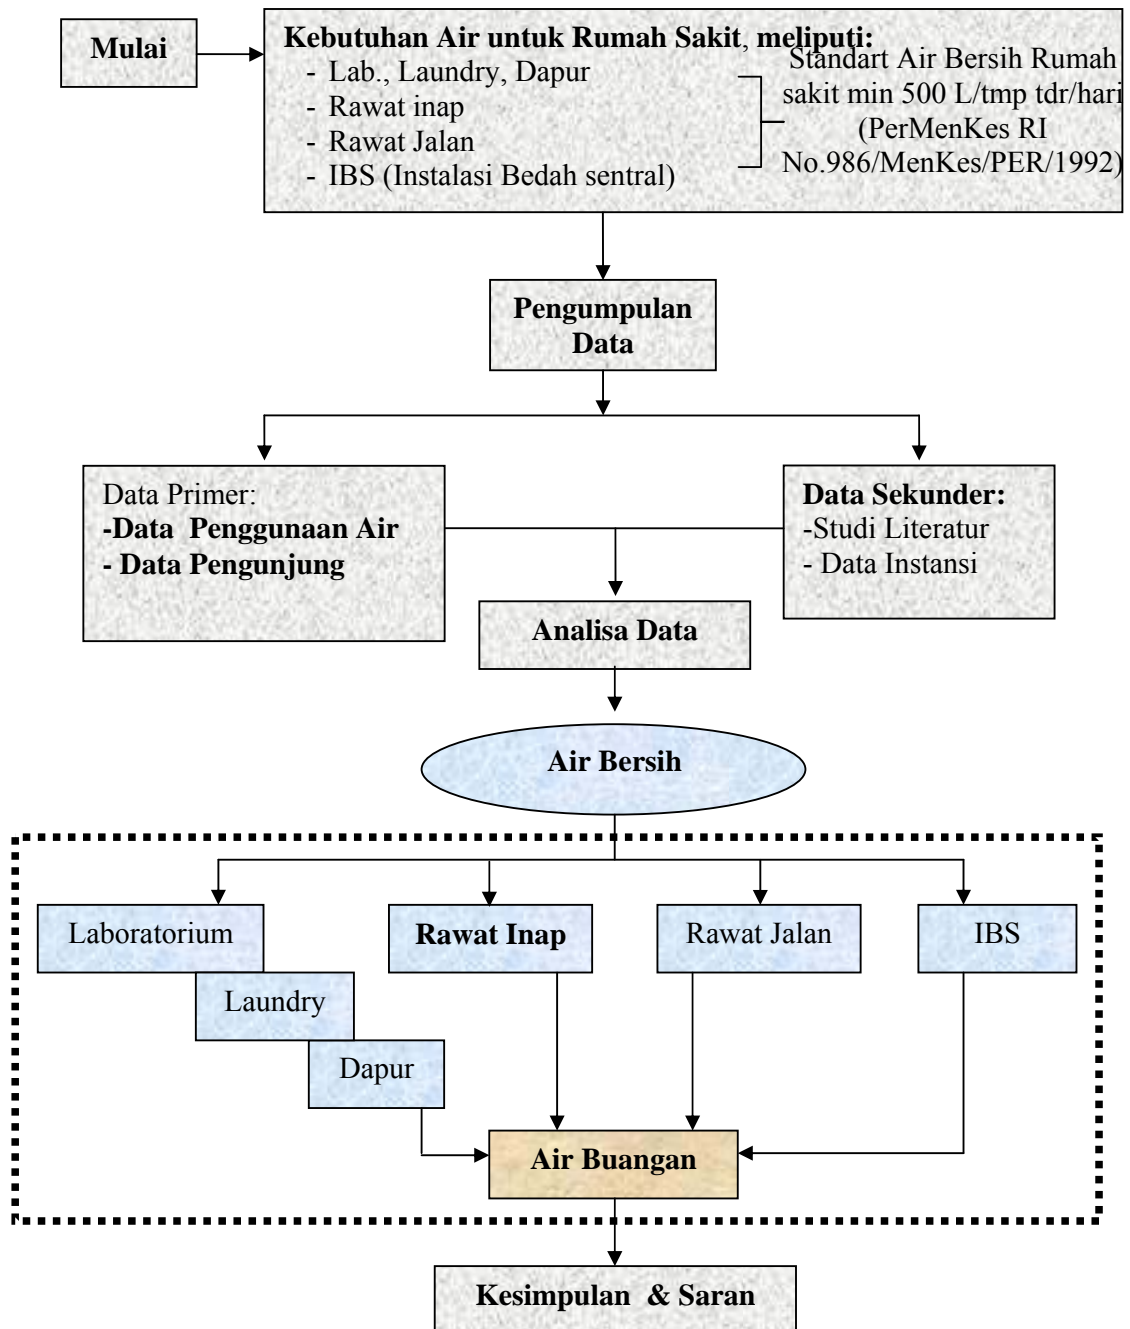 Mulai
Kebutuhan Air untuk Rumah Sakit, meliputi:
- Lab., Laundry, Dapur
- Rawat inap
- Rawat Jalan
- IBS (Instalasi Bedah sentral)
Standart Air Bersih Rumah
sakit min 500 L/tmp tdr/hari
(PerMenKes RI
No.986/MenKes/PER/1992)
Pengumpulan
Data
Data Primer:
-Data Penggunaan Air
- Data Pengunjung
Data Sekunder:
-Studi Literatur
- Data Instansi
Analisa Data
Air Bersih
Laboratorium
Rawat Inap
Rawat Jalan
IBS
Laundry
Dapur
Air Buangan
Kesimpulan & Saran